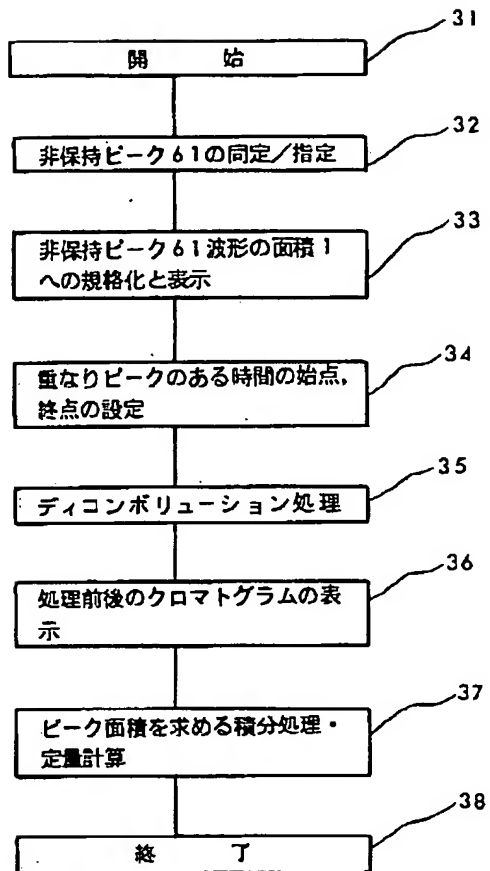 31
開 始
32
非保持ピーク61の同定/指定
33
非保持ピーク61波形の面積1
への規格化と表示
34
重なりピークのある時間の始点,
終点の設定
35
ディコンボリューション処理
36
処理前後のクロマトグラムの表
示
37
ピーク面積を求める積分処理・
定量計算
38
終 了